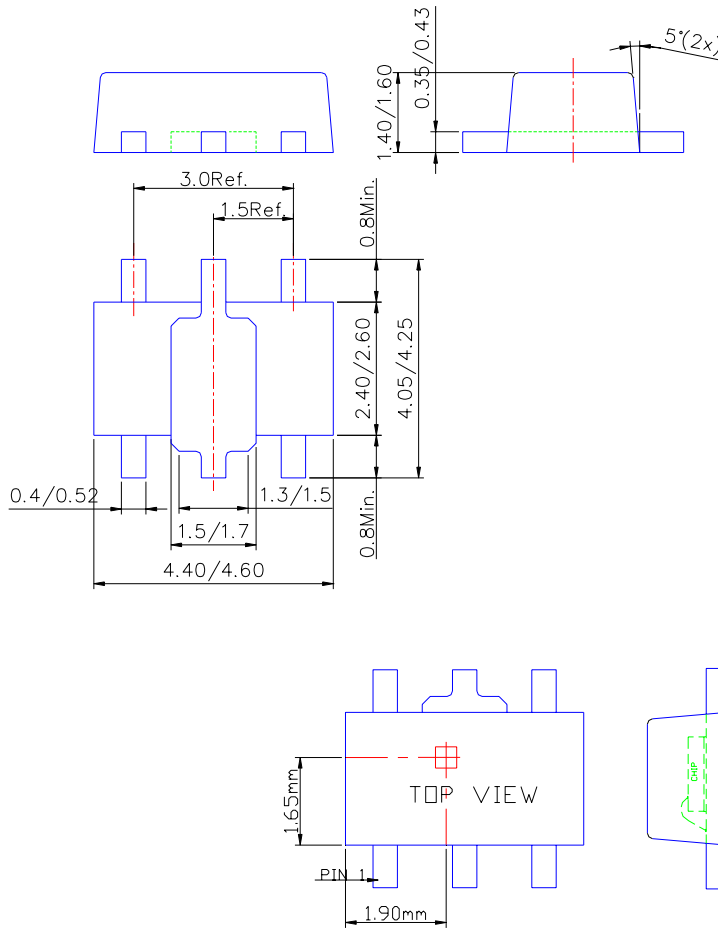 5°(2x)
0.35/0.43
1.40/1.60
3.0Ref.
1.5Ref.
0.8Min.
2.40/2.60
4.05/4.25
0.4/0.52
1.3/1.5
1.5/1.7
0.8Min.
4.40/4.60
TOP VIEW
CHIP
1.65mm
PIN 1
1.90mm